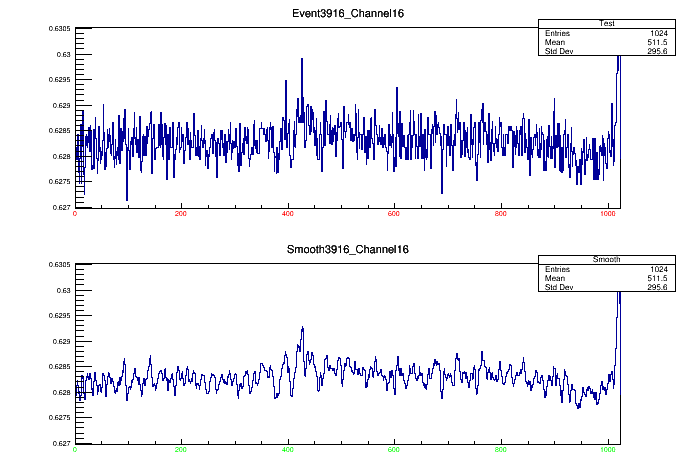 Event3916_Channel16
Test
Entries 1024
Mean 511.5
Std Dev 295.6
0.6305
0.63
0.6295
0.629
0.6285
0.628
0.6275
0.627
0 200 400 600 800 1000
Smooth3916_Channel16
Smooth
Entries 1024
Mean 511.5
Std Dev 295.6
0.6305
0.63
0.6295
0.629
0.6285
0.628
0.6275
0.627
0 200 400 600 800 1000